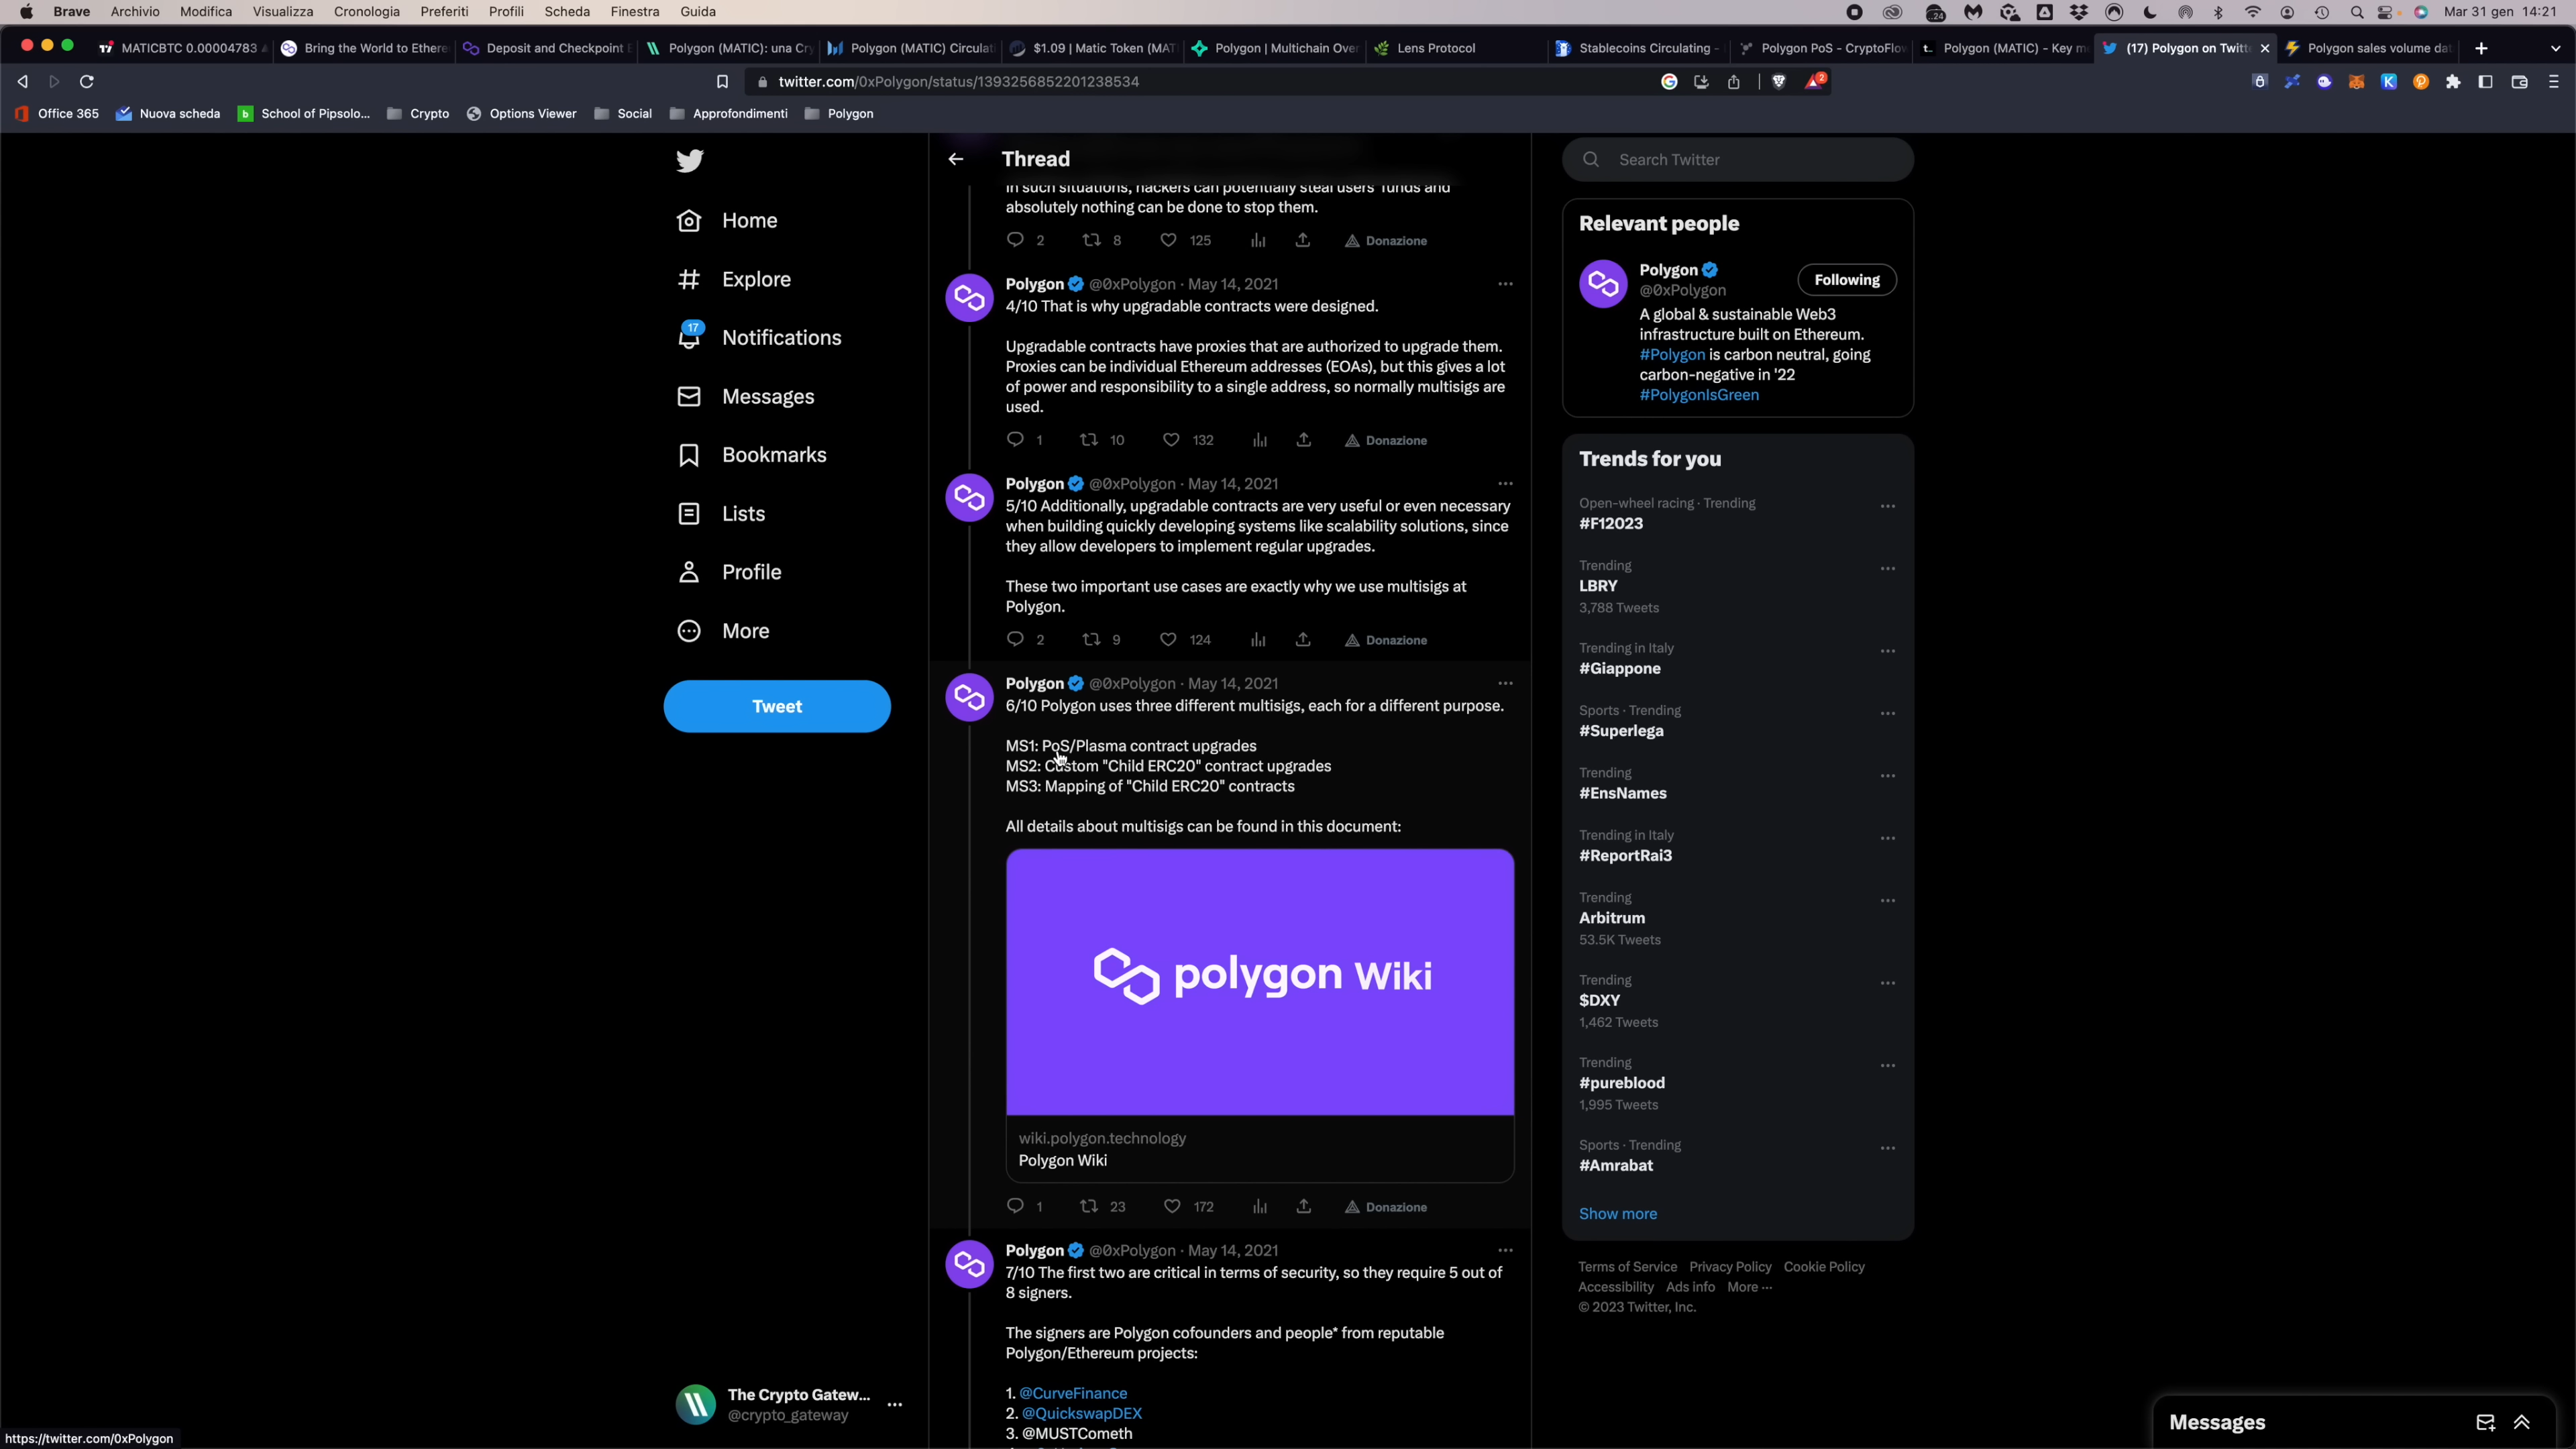 Brave Archivio Modifica Visualizza Cronologia Preferiti Profili Scheda Finestra Guida
24
Mar 31 gen 14:21
MATICBTC 0.00004783
Bring the World to Ethere
Deposit and Checkpoint
Polygon (MATIC): una Cry
Polygon (MATIC) Circulat
$1.09 | Matic Token (MAT
Polygon | Multichain Over
Lens Protocol
Stablecoins Circulating -
Polygon PoS - CryptoFlow
Polygon (MATIC) - Key m
(17) Polygon on Twitt
Polygon sales volume dat
twitter.com/0xPolygon/status/1393256852201238534
2
Office 365
Nuova scheda
School of Pipsolo...
Crypto
Options Viewer
Social
Approfondimenti
Polygon
Home
Explore
17
Notifications
Messages
Bookmarks
Lists
Profile
More
Tweet
The Crypto Gatew...
@crypto_gateway
https://twitter.com/0xPolygon
Thread
In such situations, hackers can potentially steal users' funds and
absolutely nothing can be done to stop them.
2 8 125 Donazione
Polygon @0xPolygon · May 14, 2021
4/10 That is why upgradable contracts were designed.
Upgradable contracts have proxies that are authorized to upgrade them.
Proxies can be individual Ethereum addresses (EOAs), but this gives a lot
of power and responsibility to a single address, so normally multisigs are
used.
1 10 132 Donazione
Polygon @0xPolygon · May 14, 2021
5/10 Additionally, upgradable contracts are very useful or even necessary
when building quickly developing systems like scalability solutions, since
they allow developers to implement regular upgrades.
These two important use cases are exactly why we use multisigs at
Polygon.
2 9 124 Donazione
Polygon @0xPolygon · May 14, 2021
6/10 Polygon uses three different multisigs, each for a different purpose.
MS1: PoS/Plasma contract upgrades
MS2: Custom "Child ERC20" contract upgrades
MS3: Mapping of "Child ERC20" contracts
All details about multisigs can be found in this document:
polygon Wiki
wiki.polygon.technology
Polygon Wiki
1 23 172 Donazione
Polygon @0xPolygon · May 14, 2021
7/10 The first two are critical in terms of security, so they require 5 out of
8 signers.
The signers are Polygon cofounders and people* from reputable
Polygon/Ethereum projects:
1. @CurveFinance
2. @QuickswapDEX
3. @MUSTCometh
Search Twitter
Relevant people
Polygon
@0xPolygon
Following
A global & sustainable Web3
infrastructure built on Ethereum.
#Polygon is carbon neutral, going
carbon-negative in '22
#PolygonIsGreen
Trends for you
Open-wheel racing · Trending
#F12023
Trending
LBRY
3,788 Tweets
Trending in Italy
#Giappone
Sports · Trending
#Superlega
Trending
#EnsNames
Trending in Italy
#ReportRai3
Trending
Arbitrum
53.5K Tweets
Trending
$DXY
1,462 Tweets
Trending
#pureblood
1,995 Tweets
Sports · Trending
#Amrabat
Show more
Terms of Service Privacy Policy Cookie Policy
Accessibility Ads info More ...
© 2023 Twitter, Inc.
Messages